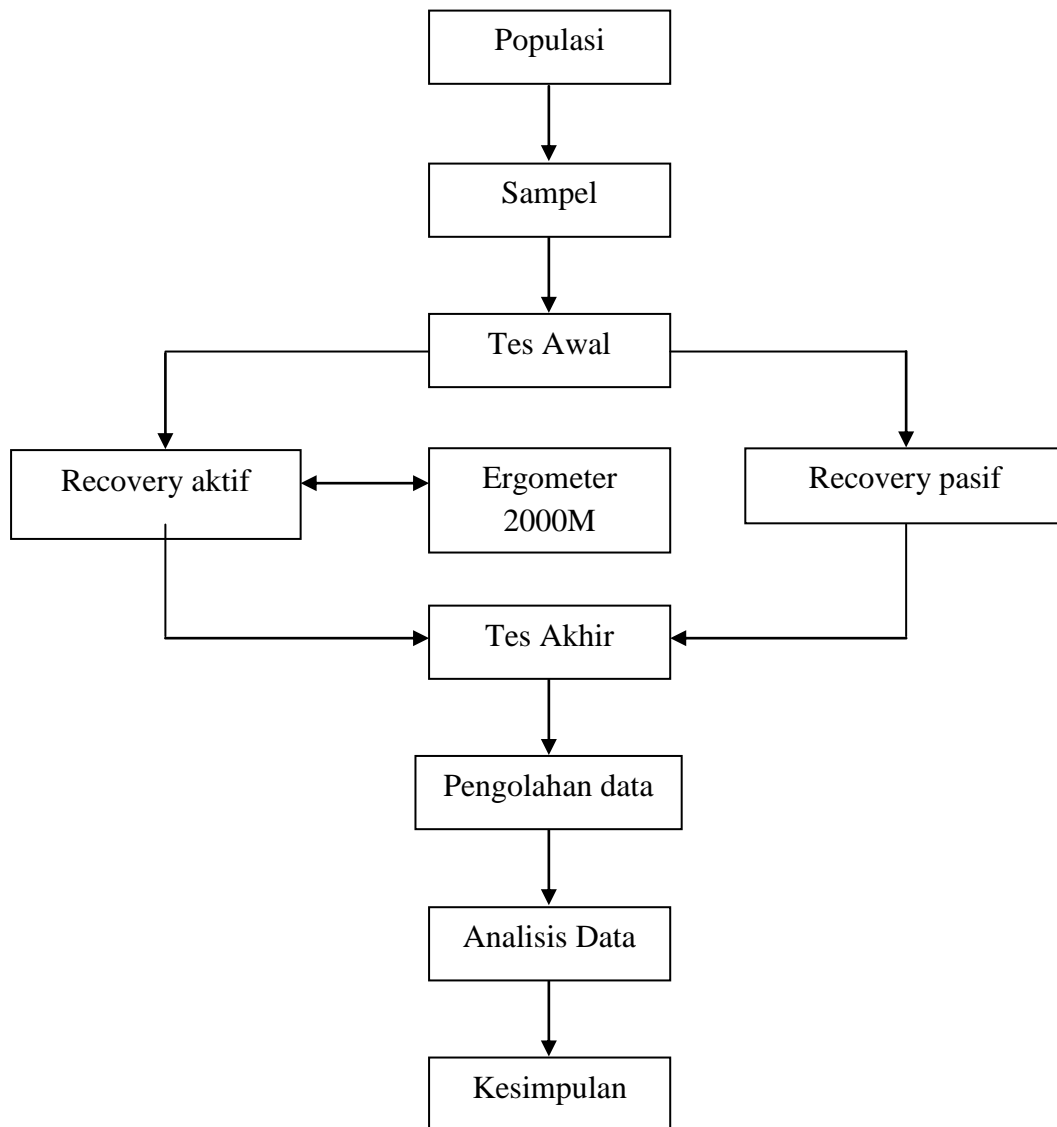 Populasi
Sampel
Tes Awal
Recovery aktif
Ergometer
2000M
Recovery pasif
Tes Akhir
Pengolahan data
Analisis Data
Kesimpulan